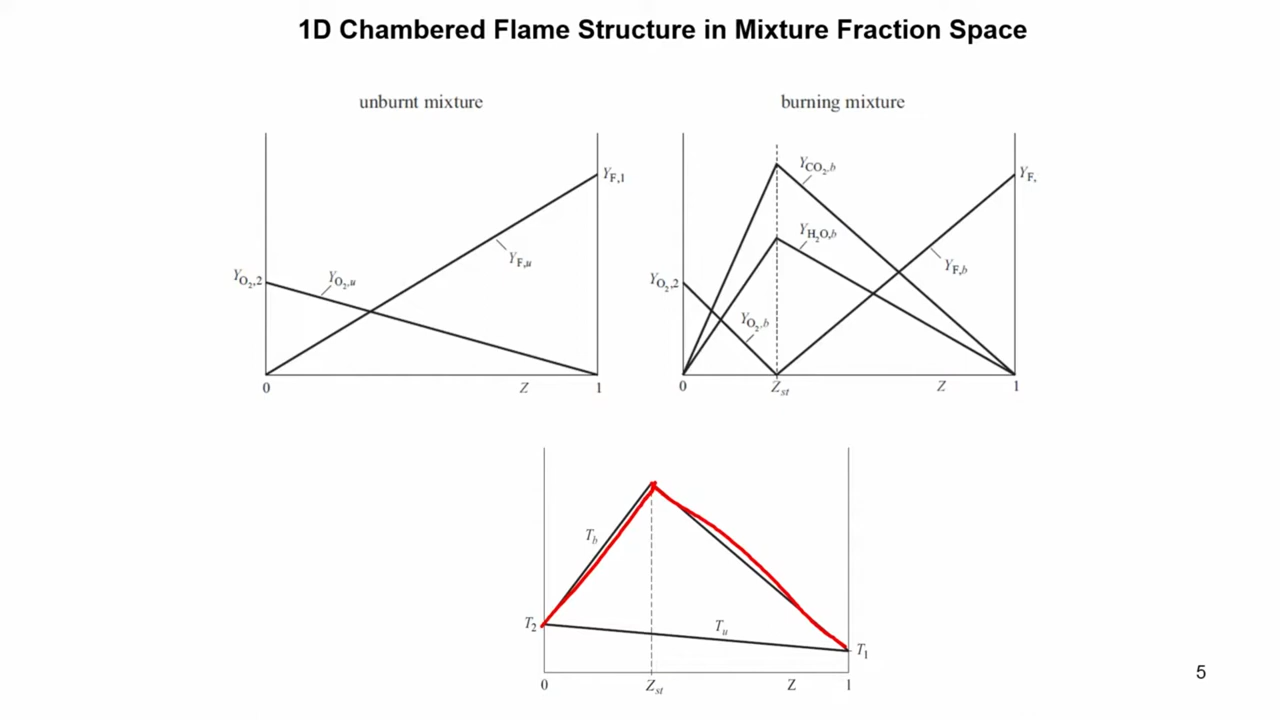 1D Chambered Flame Structure in Mixture Fraction Space
unburnt mixture
Y_F,1
Y_F,u
Y_O₂,2
Y_O₂,u
0
Z
1
burning mixture
Y_CO₂,b
Y_F,
Y_H₂O,b
Y_F,b
Y_O₂,2
Y_O₂,b
0
Z_st
Z
1
T_b
T_2
T_u
T_1
0
Z_st
Z
1
5